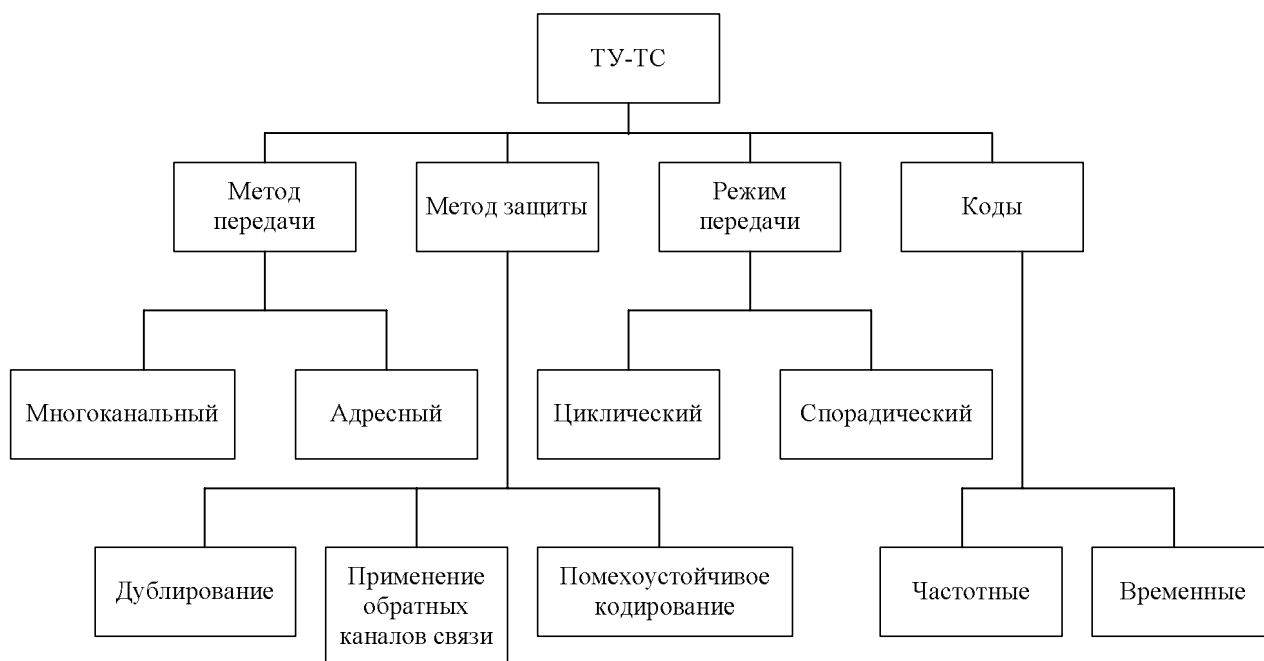 ТУ-ТС
Метод
передачи
Метод защиты
Режим
передачи
Коды
Многоканальный
Адресный
Циклический
Спорадический
Дублирование
Применение
обратных
каналов связи
Помехоустойчивое
кодирование
Частотные
Временные